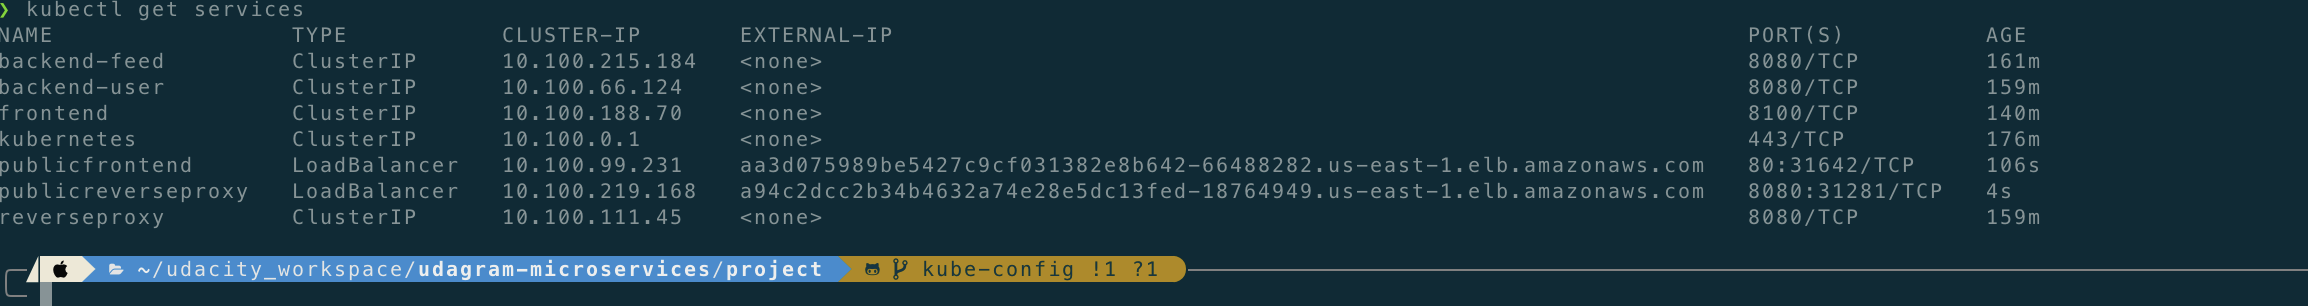 ❯ kubectl get services
NAME TYPE CLUSTER-IP EXTERNAL-IP PORT(S) AGE
backend-feed ClusterIP 10.100.215.184 <none> 8080/TCP 161m
backend-user ClusterIP 10.100.66.124 <none> 8080/TCP 159m
frontend ClusterIP 10.100.188.70 <none> 8100/TCP 140m
kubernetes ClusterIP 10.100.0.1 <none> 443/TCP 176m
publicfrontend LoadBalancer 10.100.99.231 aa3d075989be5427c9cf031382e8b642-66488282.us-east-1.elb.amazonaws.com 80:31642/TCP 106s
publicreverseproxy LoadBalancer 10.100.219.168 a94c2dcc2b34b4632a74e28e5dc13fed-18764949.us-east-1.elb.amazonaws.com 8080:31281/TCP 4s
reverseproxy ClusterIP 10.100.111.45 <none> 8080/TCP 159m
~/udacity_workspace/udagram-microservices/project kube-config !1 ?1